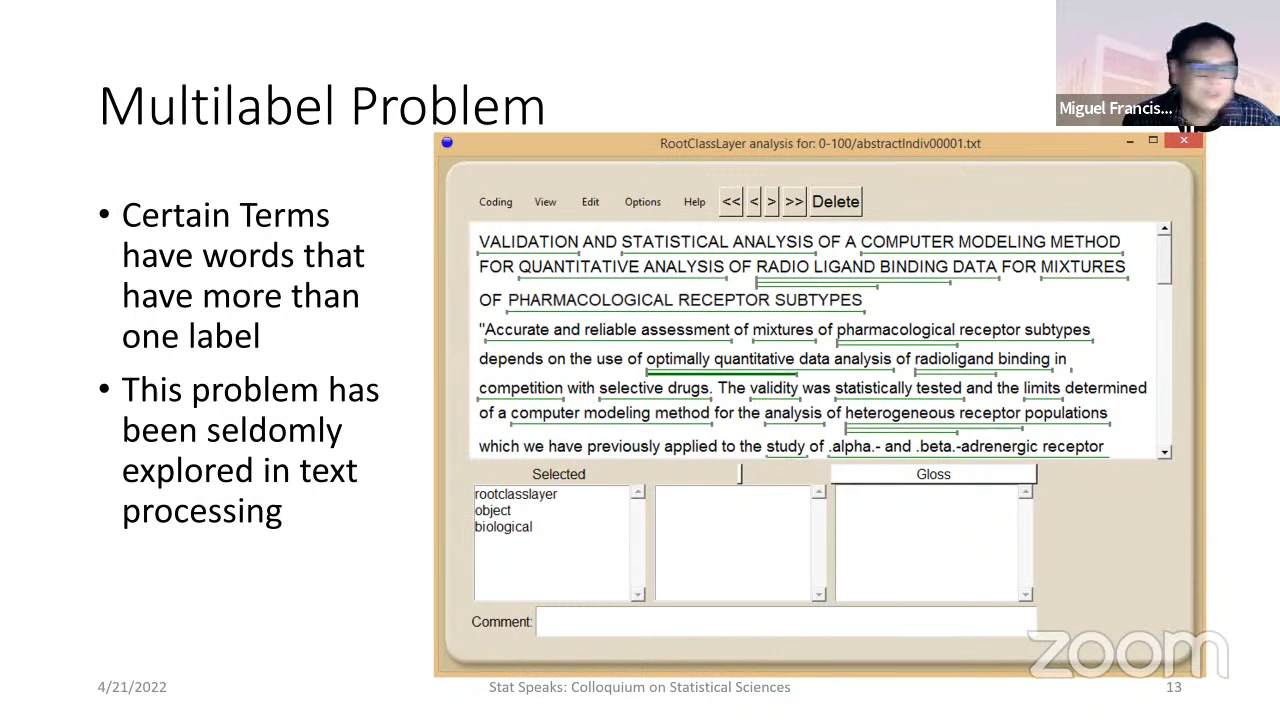 Miguel Francis...
Multilabel Problem
• Certain Terms
have words that
have more than
one label
• This problem has
been seldomly
explored in text
processing
RootClassLayer analysis for: 0-100/abstractIndiv00001.txt
Coding View Edit Options Help << < > >> Delete
VALIDATION AND STATISTICAL ANALYSIS OF A COMPUTER MODELING METHOD
FOR QUANTITATIVE ANALYSIS OF RADIO LIGAND BINDING DATA FOR MIXTURES
OF PHARMACOLOGICAL RECEPTOR SUBTYPES
"Accurate and reliable assessment of mixtures of pharmacological receptor subtypes
depends on the use of optimally quantitative data analysis of radioligand binding in
competition with selective drugs. The validity was statistically tested and the limits determined
of a computer modeling method for the analysis of heterogeneous receptor populations
which we have previously applied to the study of .alpha.- and .beta.-adrenergic receptor
Selected Gloss
rootclasslayer
object
biological
Comment:
zoom
4/21/2022 Stat Speaks: Colloquium on Statistical Sciences 13